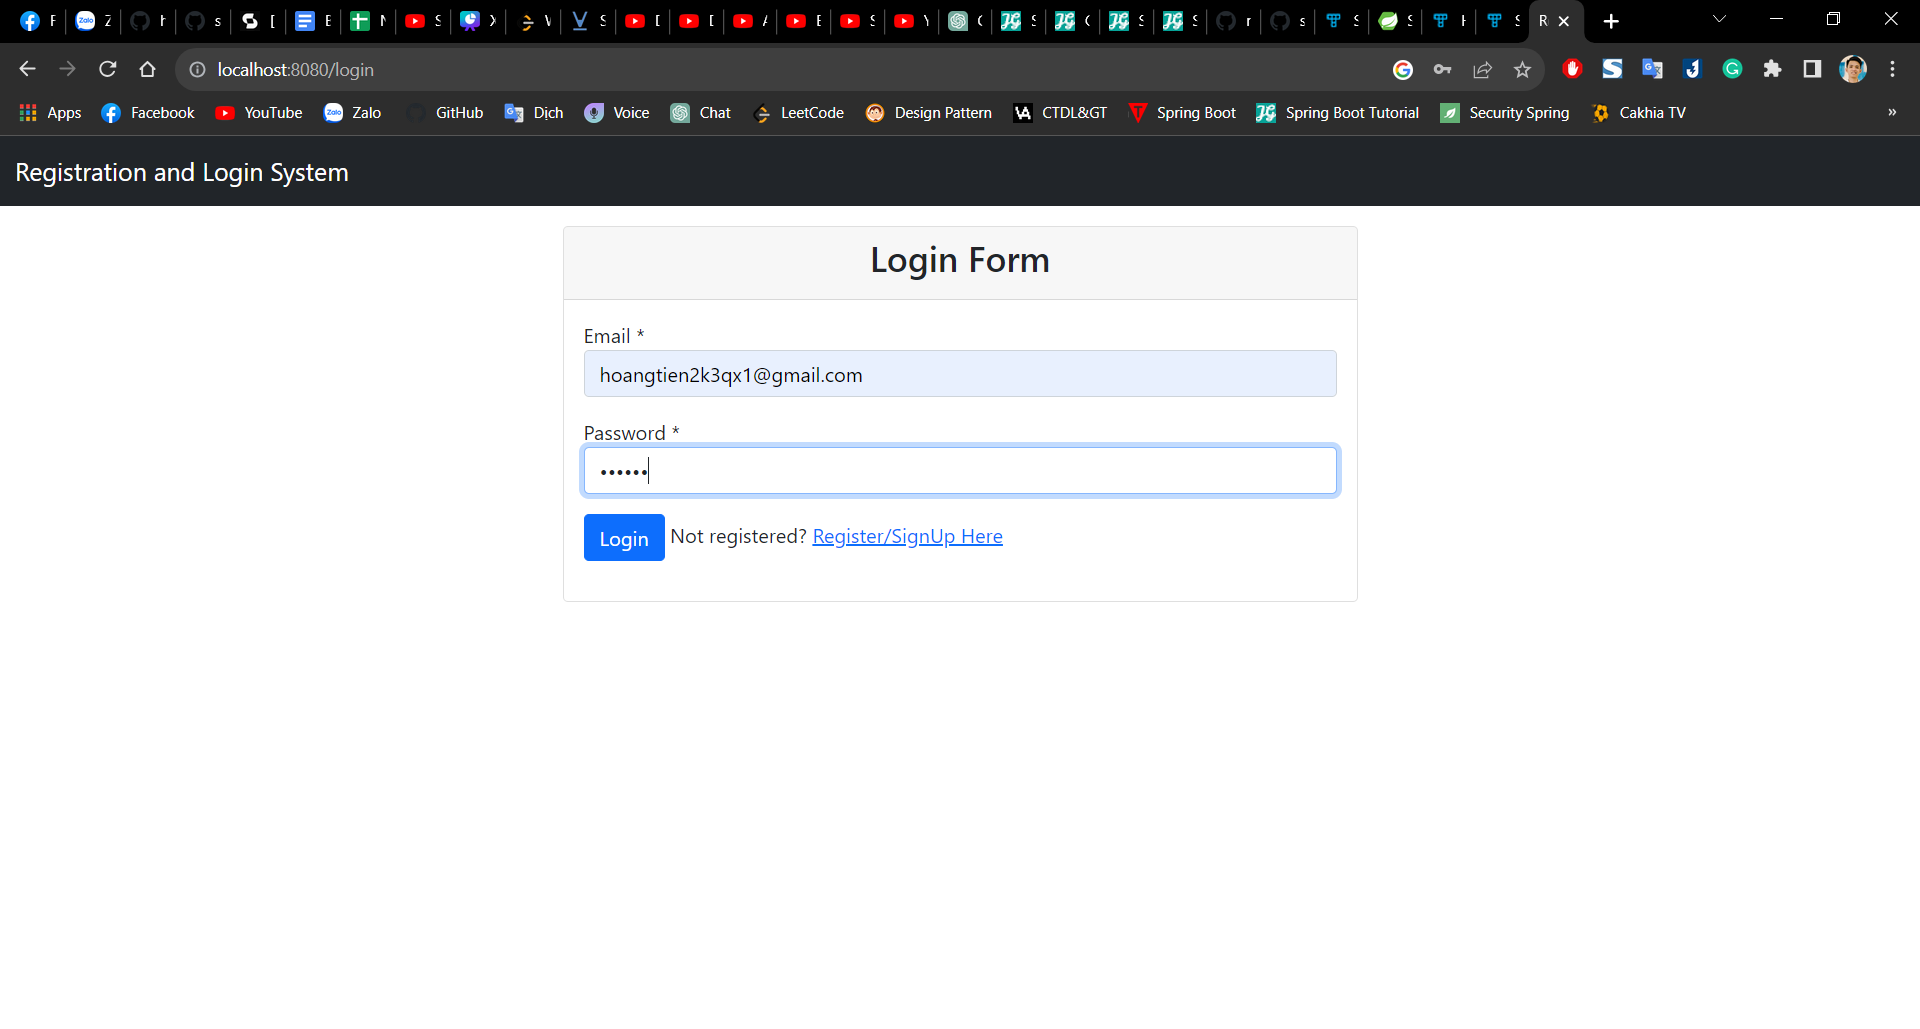 localhost:8080/login
Apps Facebook YouTube Zalo GitHub Dịch Voice Chat LeetCode Design Pattern CTDL&GT Spring Boot Spring Boot Tutorial Security Spring Cakhia TV »
Registration and Login System
Login Form
Email *
hoangtien2k3qx1@gmail.com
Password *
••••••
Login Not registered? Register/SignUp Here